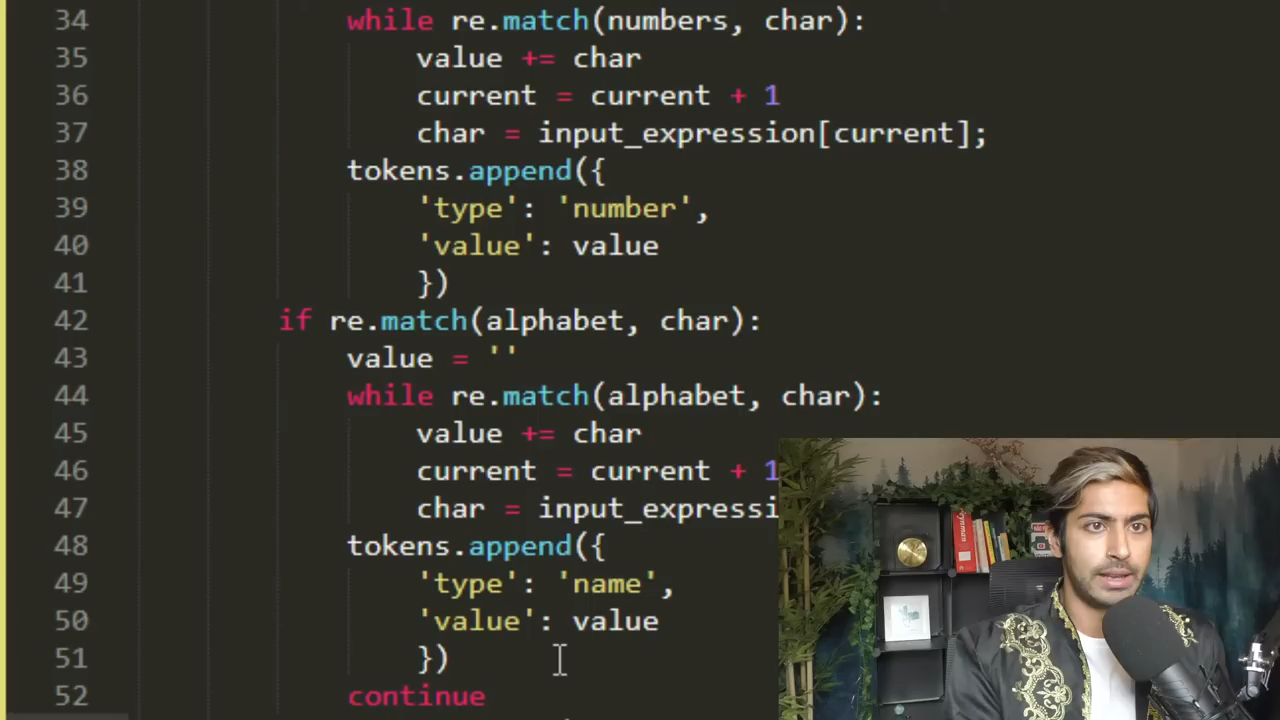 34 while re.match(numbers, char):
35 value += char
36 current = current + 1
37 char = input_expression[current];
38 tokens.append({
39 'type': 'number',
40 'value': value
41 })
42 if re.match(alphabet, char):
43 value = ''
44 while re.match(alphabet, char):
45 value += char
46 current = current + 1
47 char = input_expressi
48 tokens.append({
49 'type': 'name',
50 'value': value
51 })
52 continue